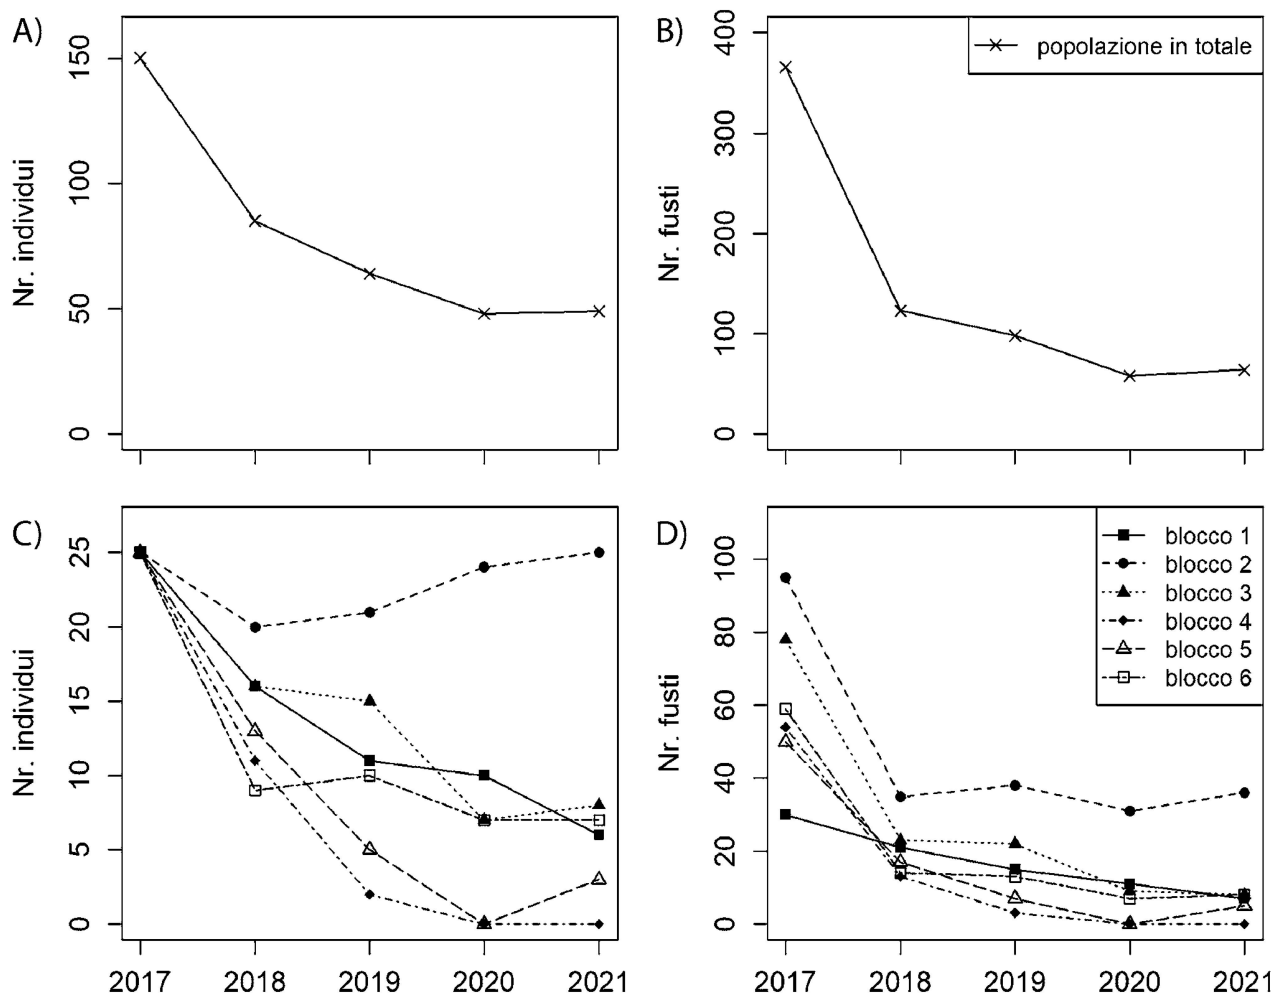 A)
Nr. individui
150
100
50
0
B)
Nr. fusti
400
300
200
100
0
popolazione in totale
C)
Nr. individui
25
20
15
10
5
0
2017 2018 2019 2020 2021
D)
Nr. fusti
100
80
60
40
20
0
blocco 1
blocco 2
blocco 3
blocco 4
blocco 5
blocco 6
2017 2018 2019 2020 2021